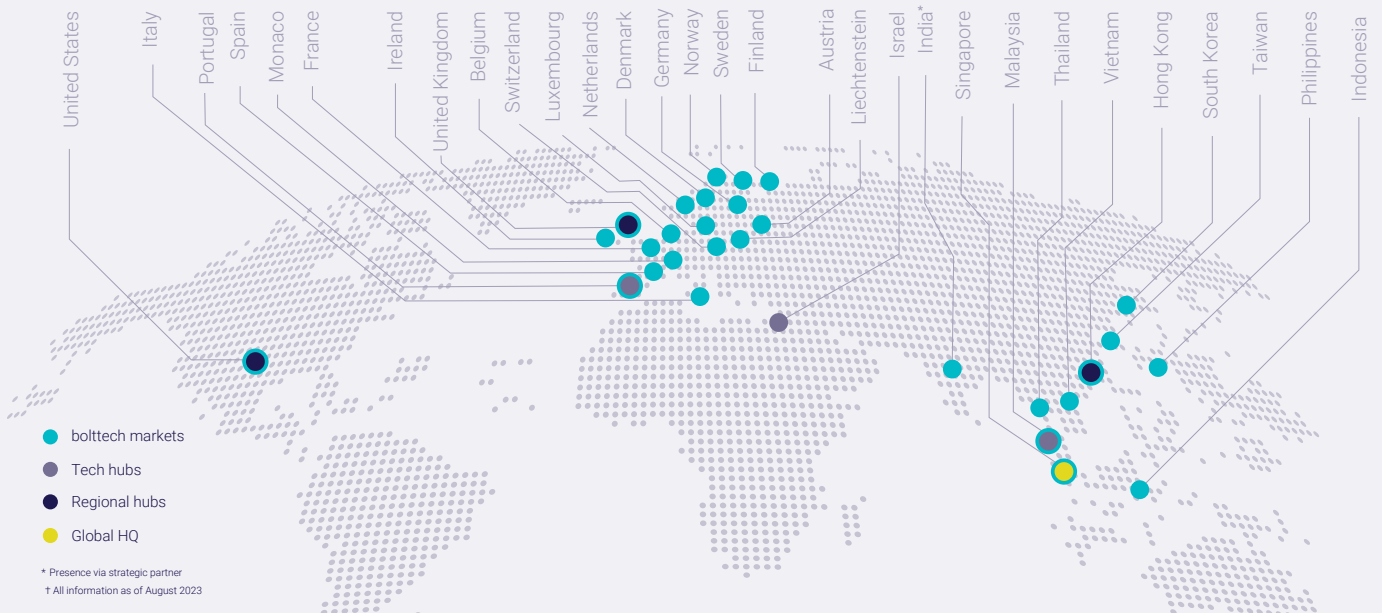 United States
Italy
Portugal
Spain
Monaco
France
Ireland
United Kingdom
Belgium
Switzerland
Luxembourg
Netherlands
Denmark
Germany
Norway
Sweden
Finland
Austria
Liechtenstein
Israel
India*
Singapore
Malaysia
Thailand
Vietnam
Hong Kong
South Korea
Taiwan
Philippines
Indonesia
bolttech markets
Tech hubs
Regional hubs
Global HQ
* Presence via strategic partner
† All information as of August 2023